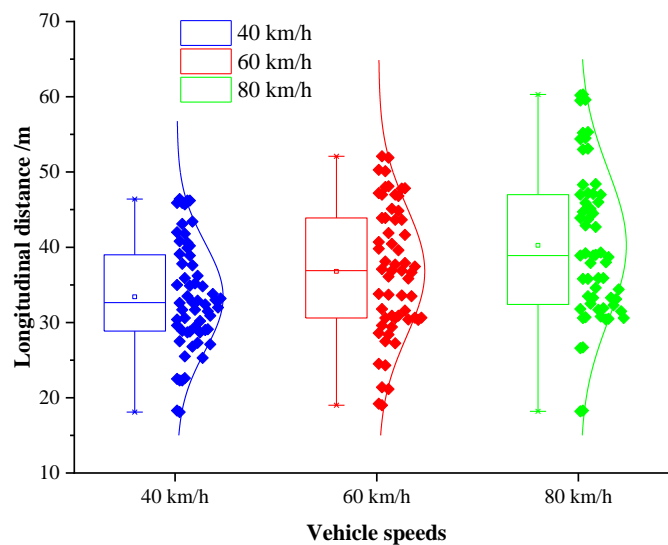 70
60
50
40
30
20
10
Longitudinal distance /m
40 km/h
60 km/h
80 km/h
40 km/h
60 km/h
80 km/h
Vehicle speeds